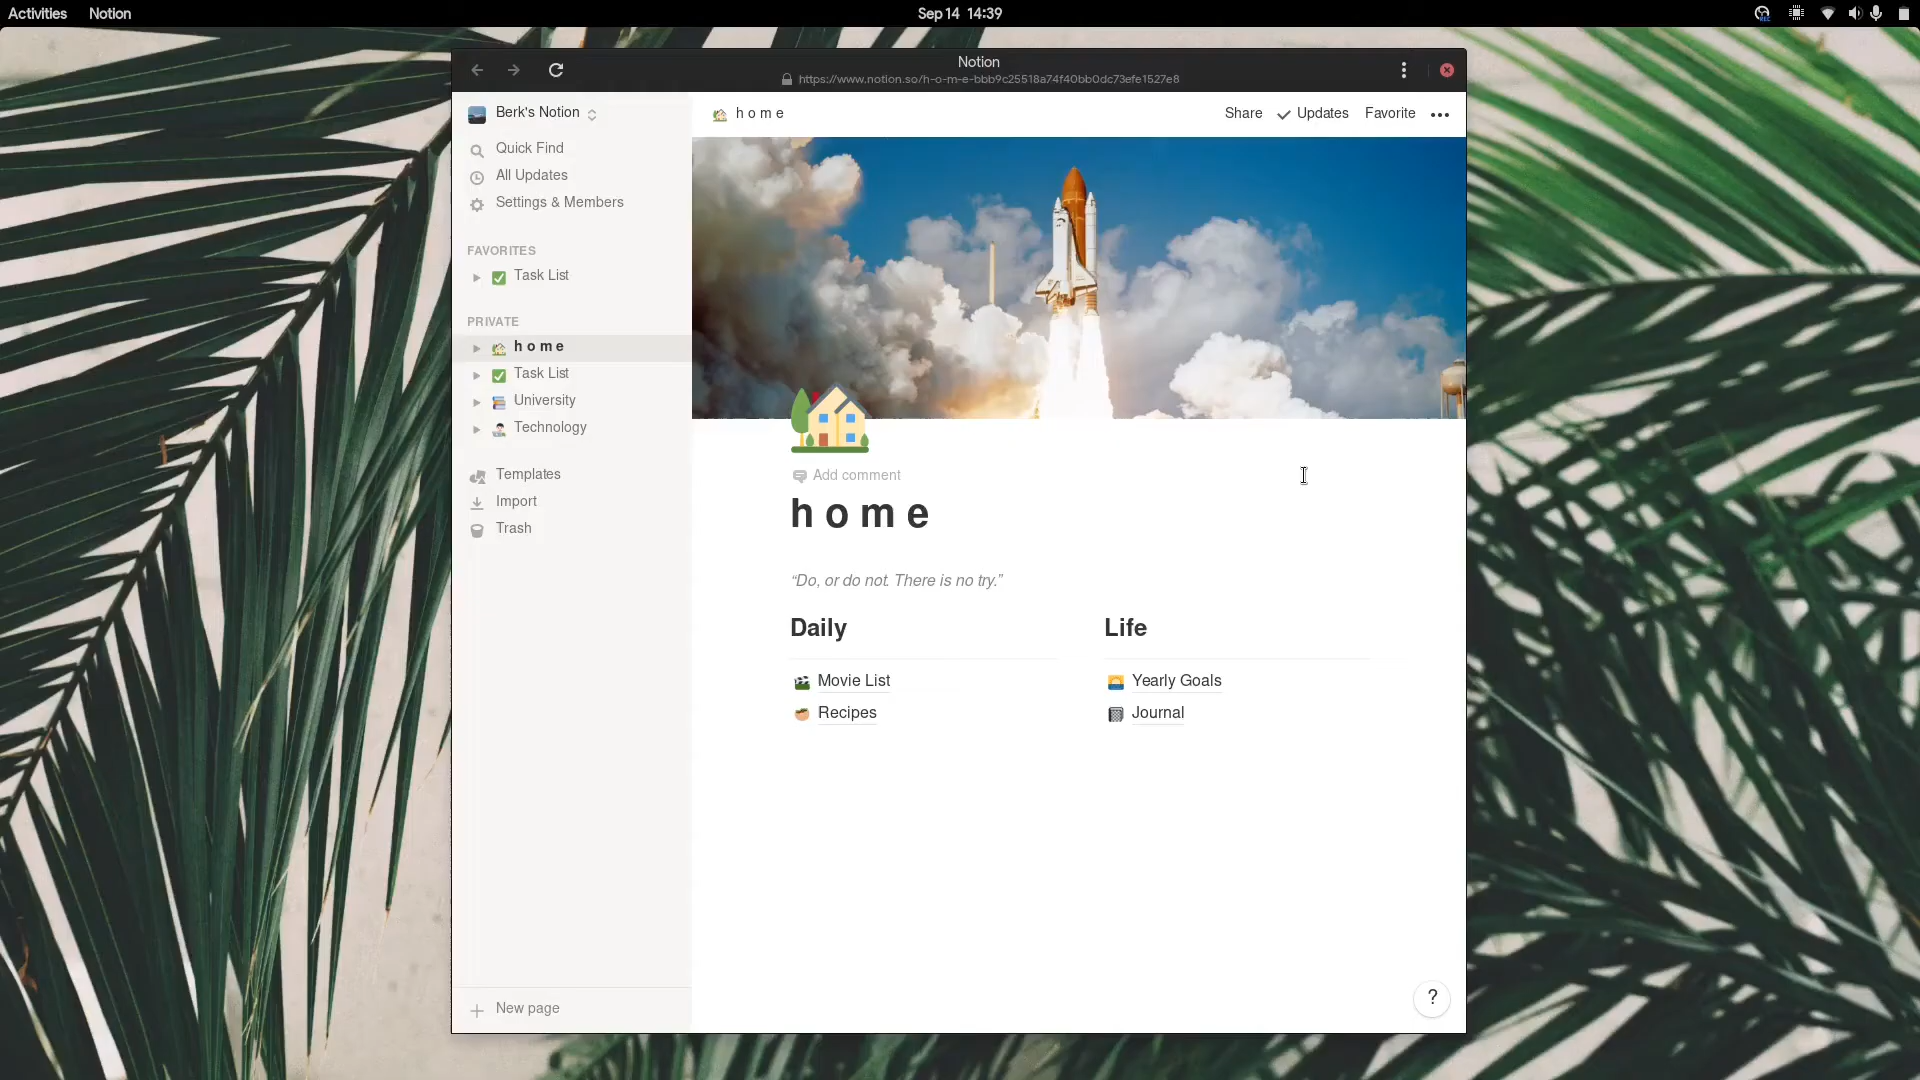 Activities Notion Sep 14 14:39
Notion
https://www.notion.so/h-o-m-e-bbb9c25518a74f40bb0dc73efe1527e8
Berk's Notion
h o m e Share Updates Favorite
Quick Find
All Updates
Settings & Members
FAVORITES
Task List
PRIVATE
h o m e
Task List
University
Technology
Templates
Import
Trash
New page
Add comment
h o m e
“Do, or do not. There is no try.”
Daily
Movie List
Recipes
Life
Yearly Goals
Journal
?